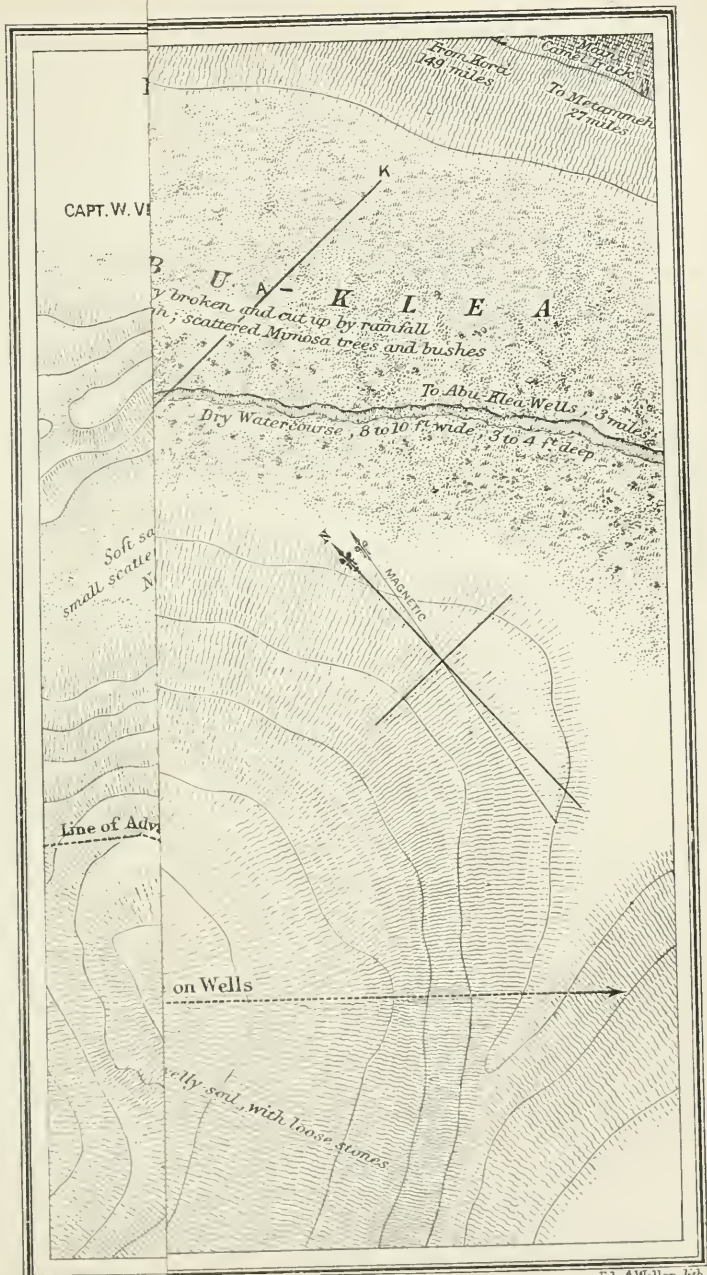 From Korti
149 miles
Main
Camel Track
To Metammeh
27 miles
K
CAPT. W. V
B U - K L E A
A
y broken and cut up by rainfall
n; scattered Mimosa trees and bushes
To Abu-Klea Wells, 3 miles
Dry Watercourse, 8 to 10 ft wide, 3 to 4 ft deep
Soft sa
small scatte
N
MAGNETIC
Line of Adv
on Wells
elly soil, with loose stones